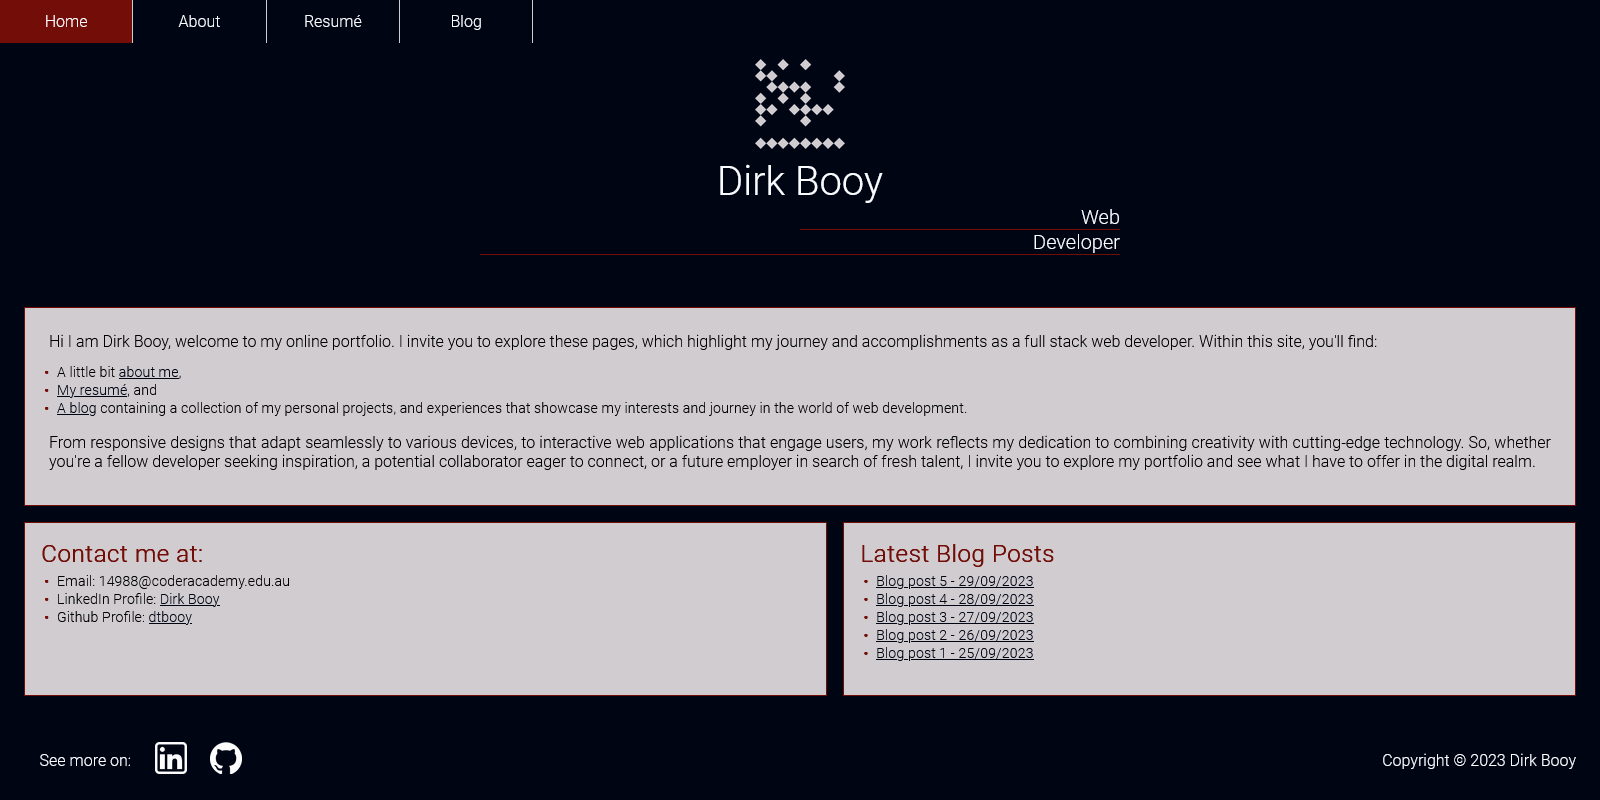 Home
About
Resumé
Blog
Dirk Booy
Web
Developer
Hi I am Dirk Booy, welcome to my online portfolio. I invite you to explore these pages, which highlight my journey and accomplishments as a full stack web developer. Within this site, you'll find:
• A little bit about me,
• My resumé, and
• A blog containing a collection of my personal projects, and experiences that showcase my interests and journey in the world of web development.
From responsive designs that adapt seamlessly to various devices, to interactive web applications that engage users, my work reflects my dedication to combining creativity with cutting-edge technology. So, whether
you're a fellow developer seeking inspiration, a potential collaborator eager to connect, or a future employer in search of fresh talent, I invite you to explore my portfolio and see what I have to offer in the digital realm.
Contact me at:
• Email: 14988@coderacademy.edu.au
• LinkedIn Profile: Dirk Booy
• Github Profile: dtbooy
Latest Blog Posts
• Blog post 5 - 29/09/2023
• Blog post 4 - 28/09/2023
• Blog post 3 - 27/09/2023
• Blog post 2 - 26/09/2023
• Blog post 1 - 25/09/2023
See more on:
in
Copyright © 2023 Dirk Booy